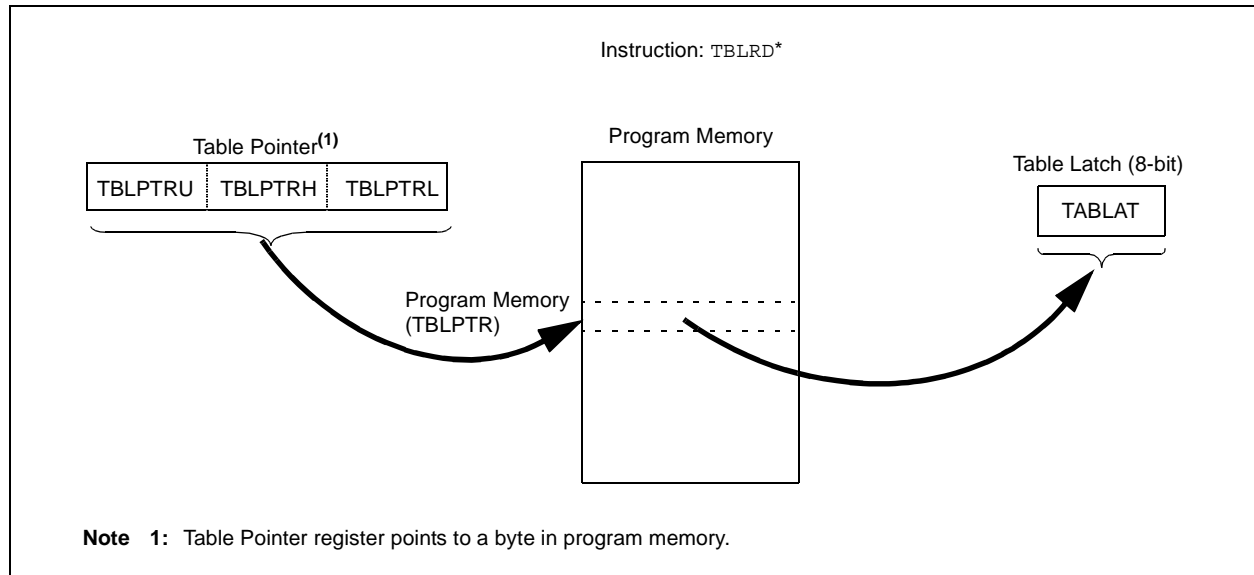 Instruction: TBLRD*
Table Pointer(1)
TBLPTRU TBLPTRH TBLPTRL
Program Memory
(TBLPTR)
Program Memory
Table Latch (8-bit)
TABLAT
Note 1: Table Pointer register points to a byte in program memory.